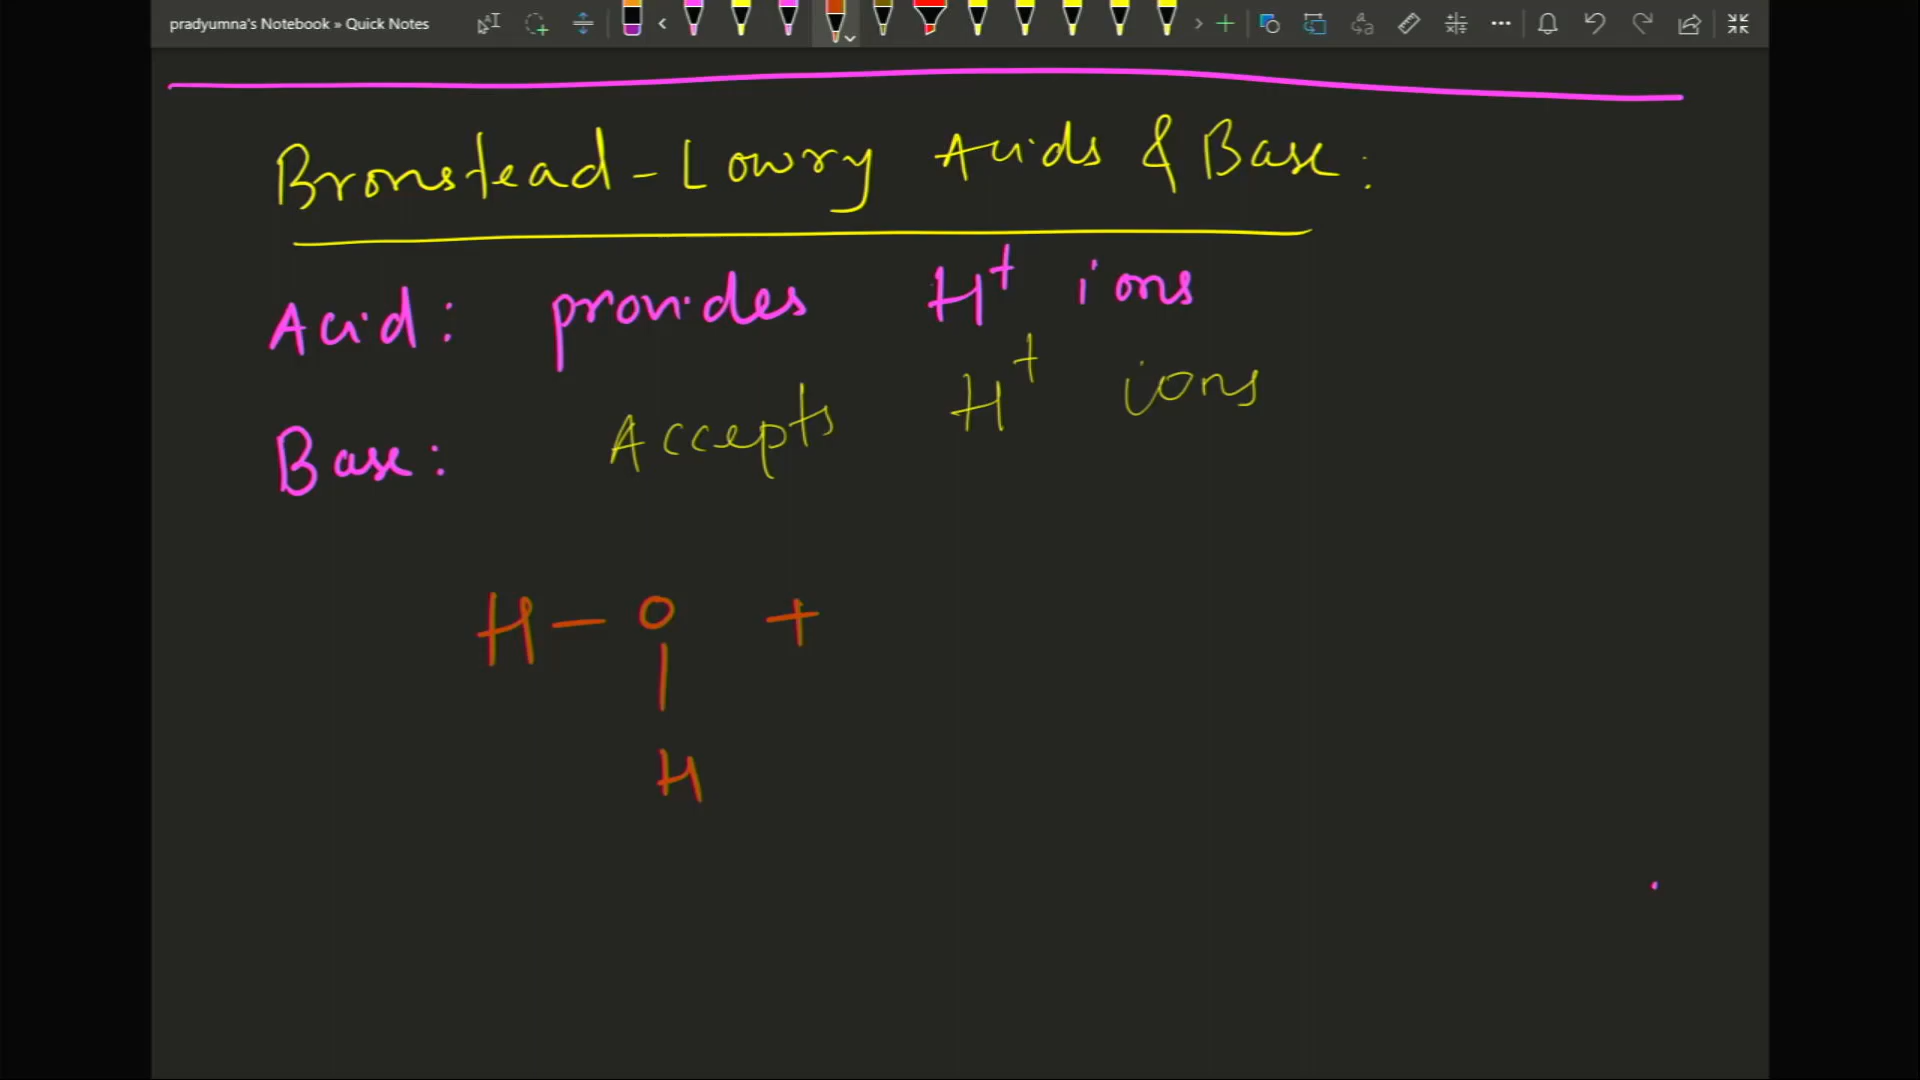 pradyumna's Notebook » Quick Notes
Bronstead-Lowry Acids & Base:
Acid: provides H⁺ ions
Base: Accepts H⁺ ions
H - O +
|
H